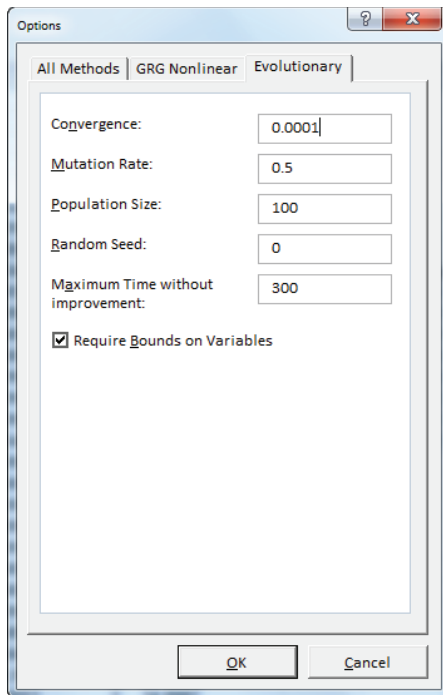 Options
All Methods GRG Nonlinear Evolutionary
Convergence: 0.0001
Mutation Rate: 0.5
Population Size: 100
Random Seed: 0
Maximum Time without 300
improvement:
Require Bounds on Variables
OK Cancel